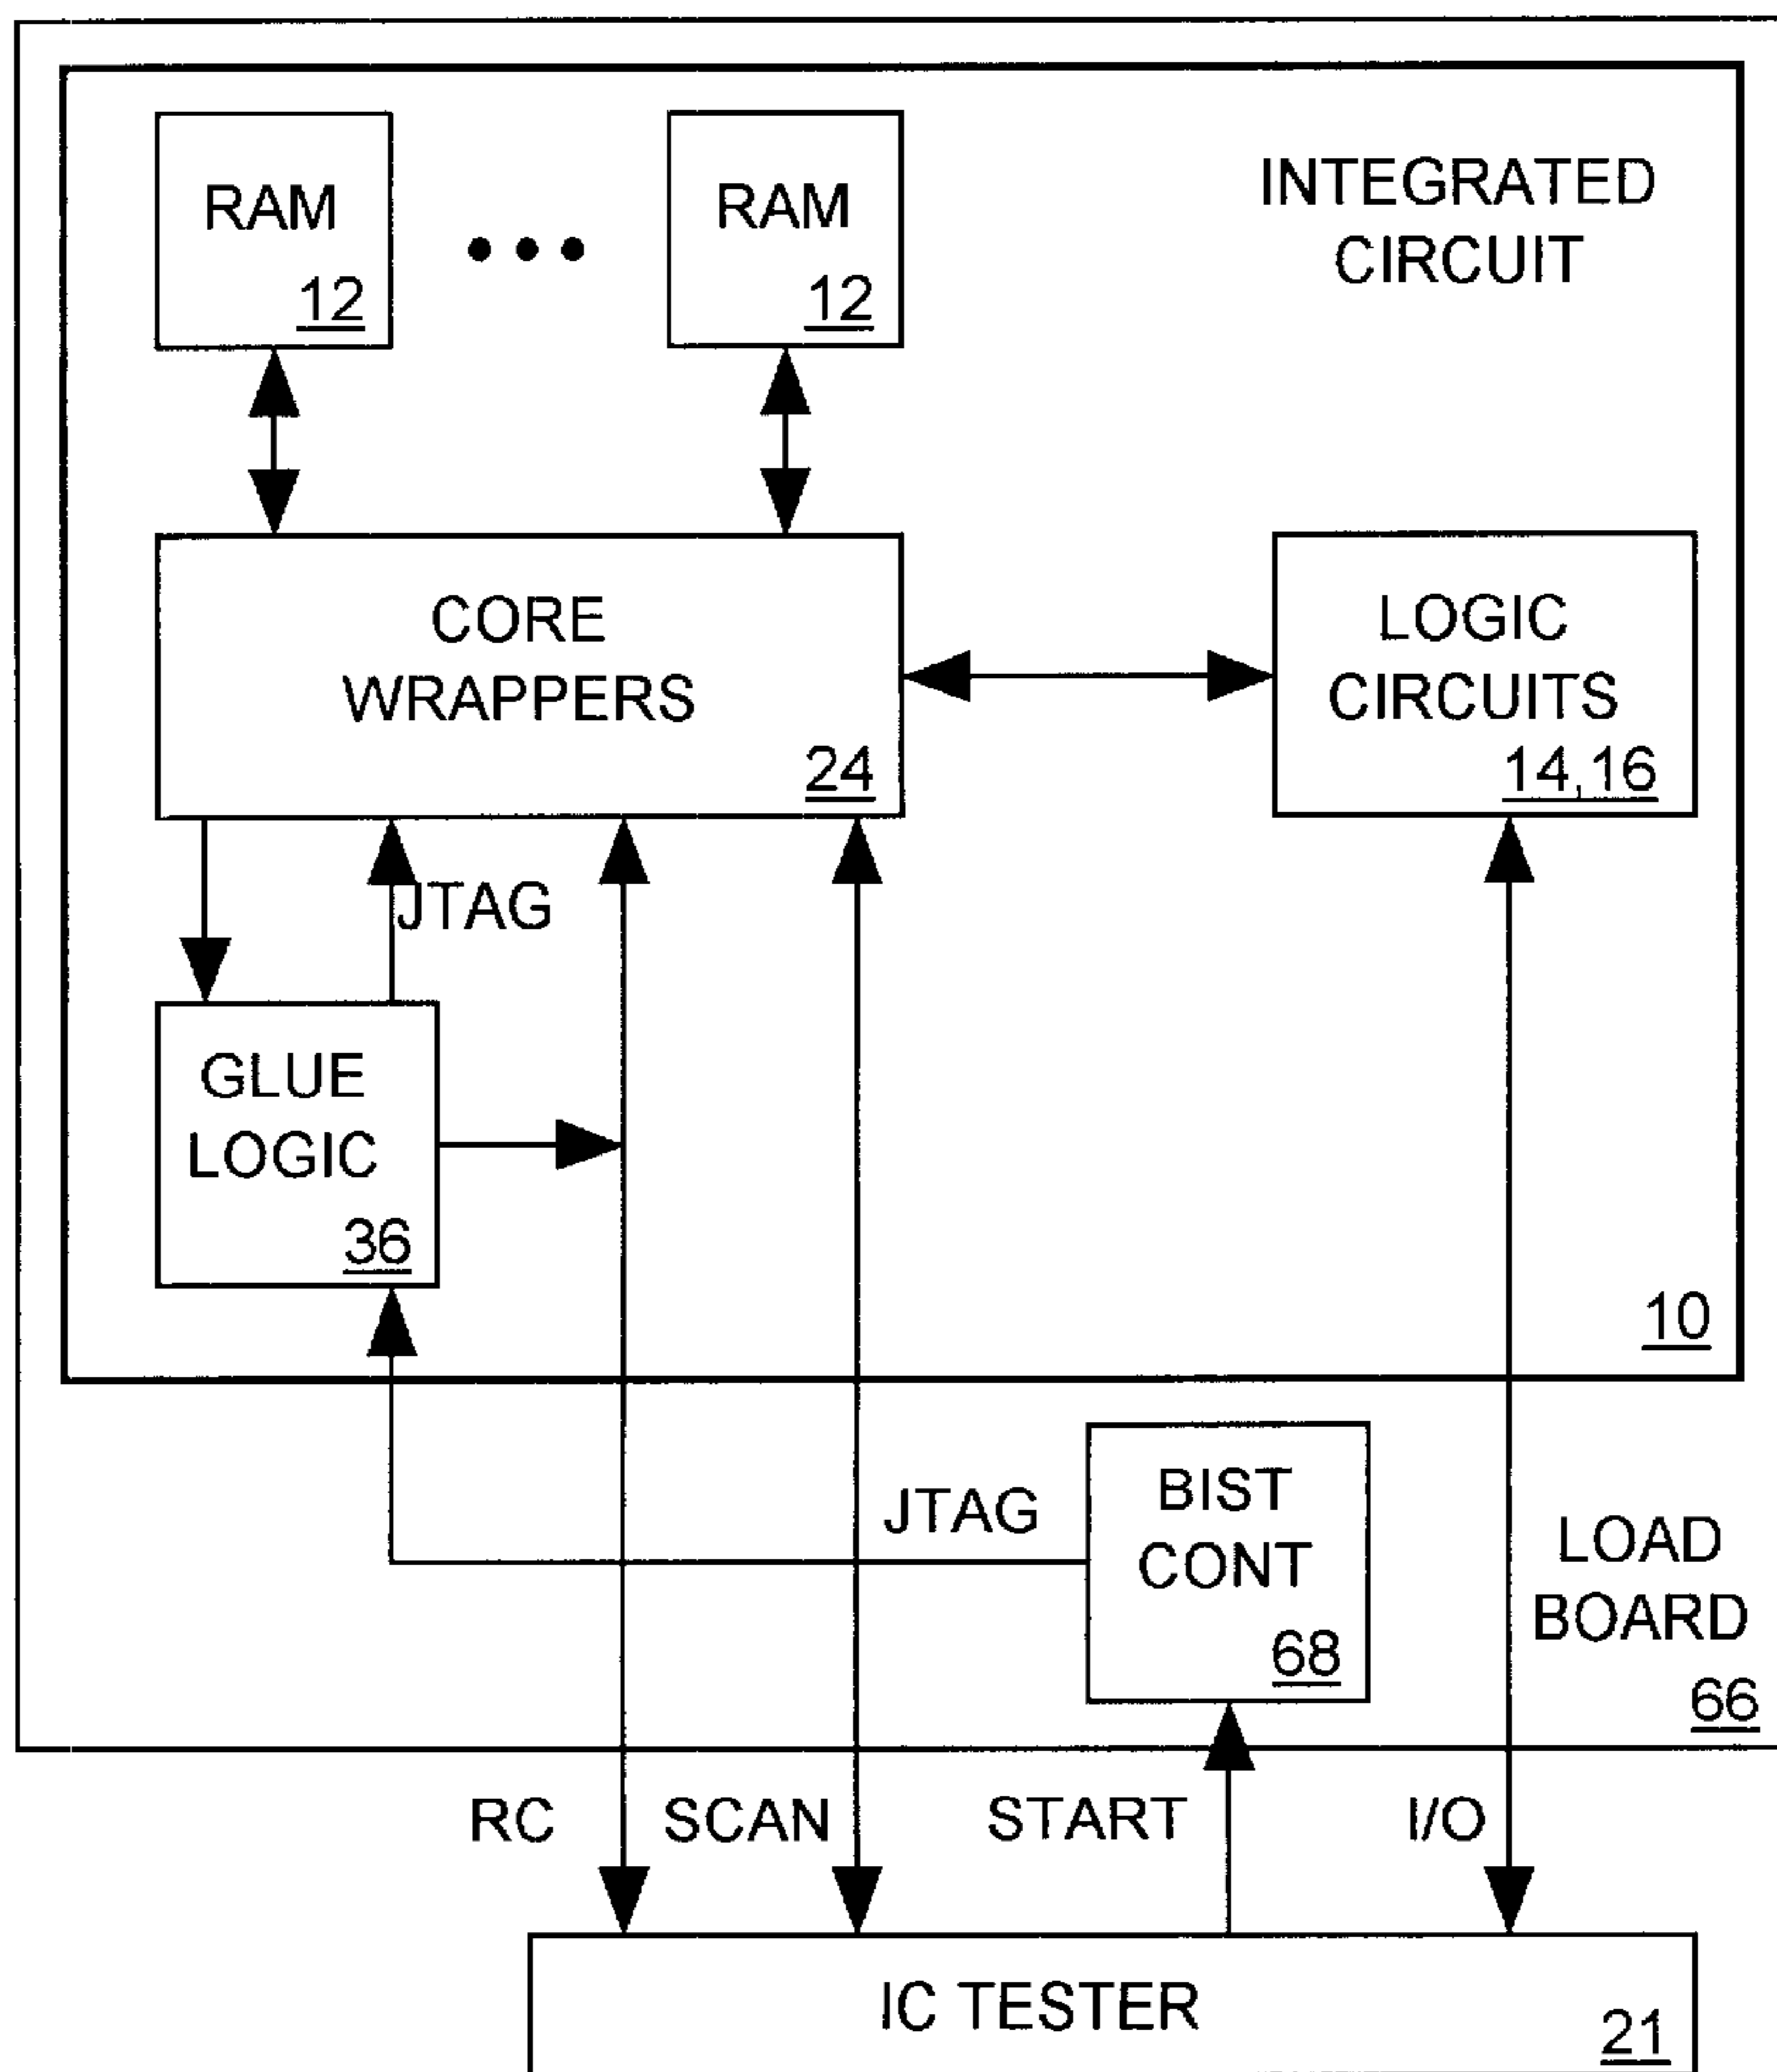 RAM
12
RAM
12
INTEGRATED
CIRCUIT
CORE
WRAPPERS
24
LOGIC
CIRCUITS
14, 16
JTAG
GLUE
LOGIC
36
10
JTAG
BIST
CONT
68
LOAD
BOARD
66
RC
SCAN
START
I/O
IC TESTER
21